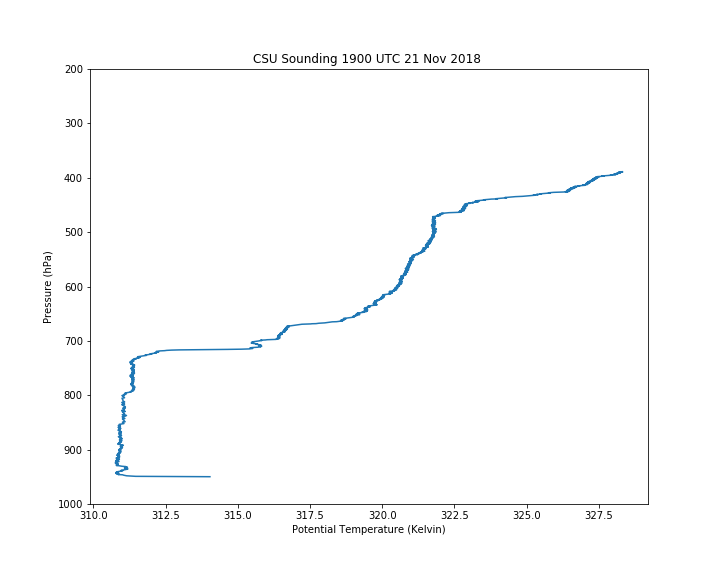 CSU Sounding 1900 UTC 21 Nov 2018
200
300
400
500
600
700
800
900
1000
Pressure (hPa)
310.0 312.5 315.0 317.5 320.0 322.5 325.0 327.5
Potential Temperature (Kelvin)